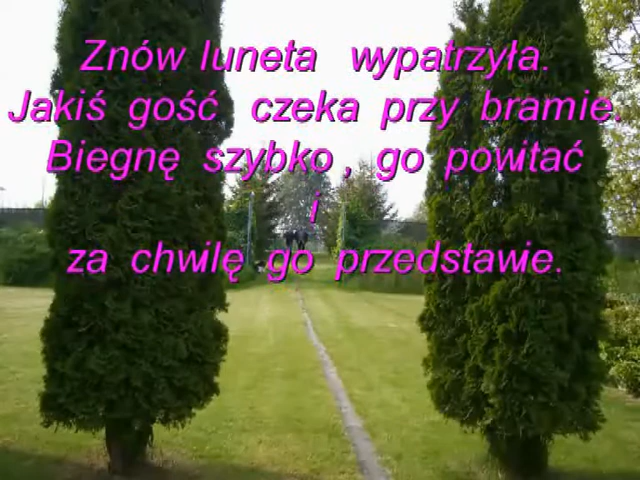 Znów luneta wypatrzyła.
Jakiś gość czeka przy bramie.
Biegnę szybko , go powitać
i
za chwilę go przedstawie.